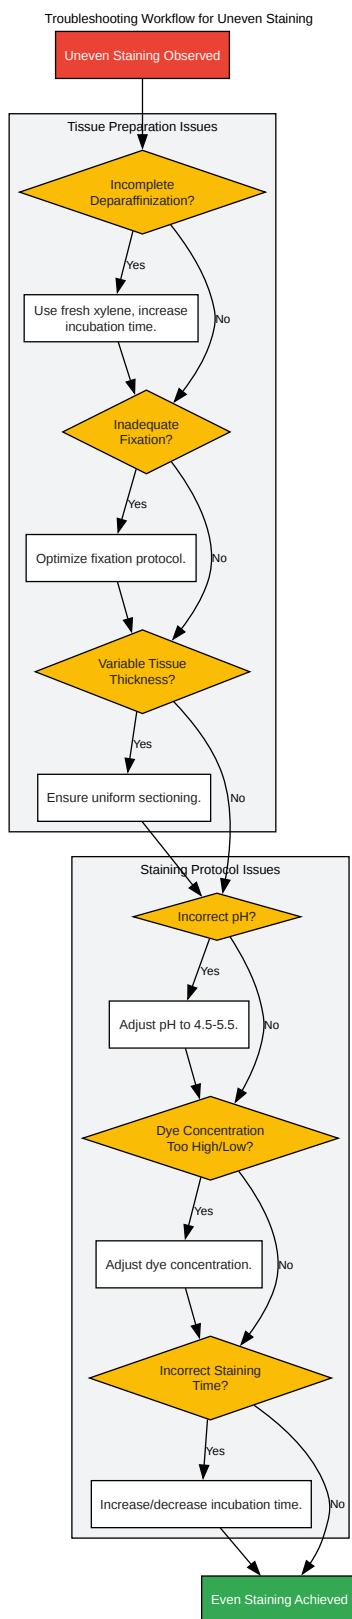 Troubleshooting Workflow for Uneven Staining
Uneven Staining Observed
Tissue Preparation Issues
Incomplete
Deparaffinization?
Yes
Use fresh xylene, increase
incubation time.
No
Inadequate
Fixation?
Yes
Optimize fixation protocol.
No
Variable Tissue
Thickness?
Yes
Ensure uniform sectioning.
No
Staining Protocol Issues
Incorrect pH?
Yes
Adjust pH to 4.5-5.5.
No
Dye Concentration
Too High/Low?
Yes
Adjust dye concentration.
No
Incorrect Staining
Time?
Yes
Increase/decrease incubation time.
No
Even Staining Achieved